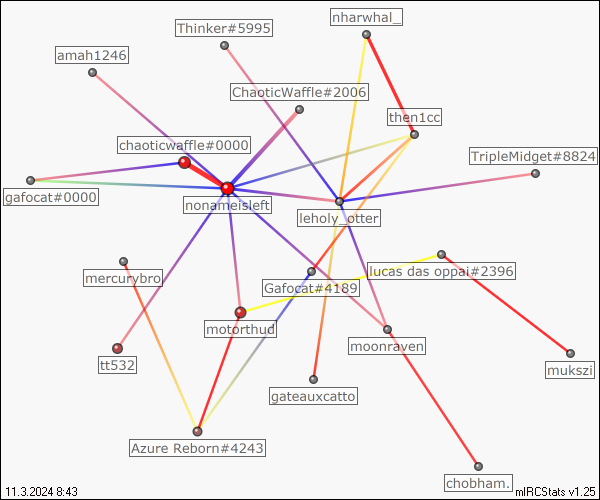 nharwhal_
Thinker#5995
amah1246
ChaoticWaffle#2006
then1cc
chaoticwaffle#0000
TripleMidget#8824
gafocat#0000
nonameisleft
leholy_otter
mercurybro
lucas das oppai#2396
Gafocat#4189
motorthud
moonraven
tt532
mukszi
gateauxcatto
Azure Reborn#4243
chobham.
11.3.2024 8:43
mIRCStats v1.25